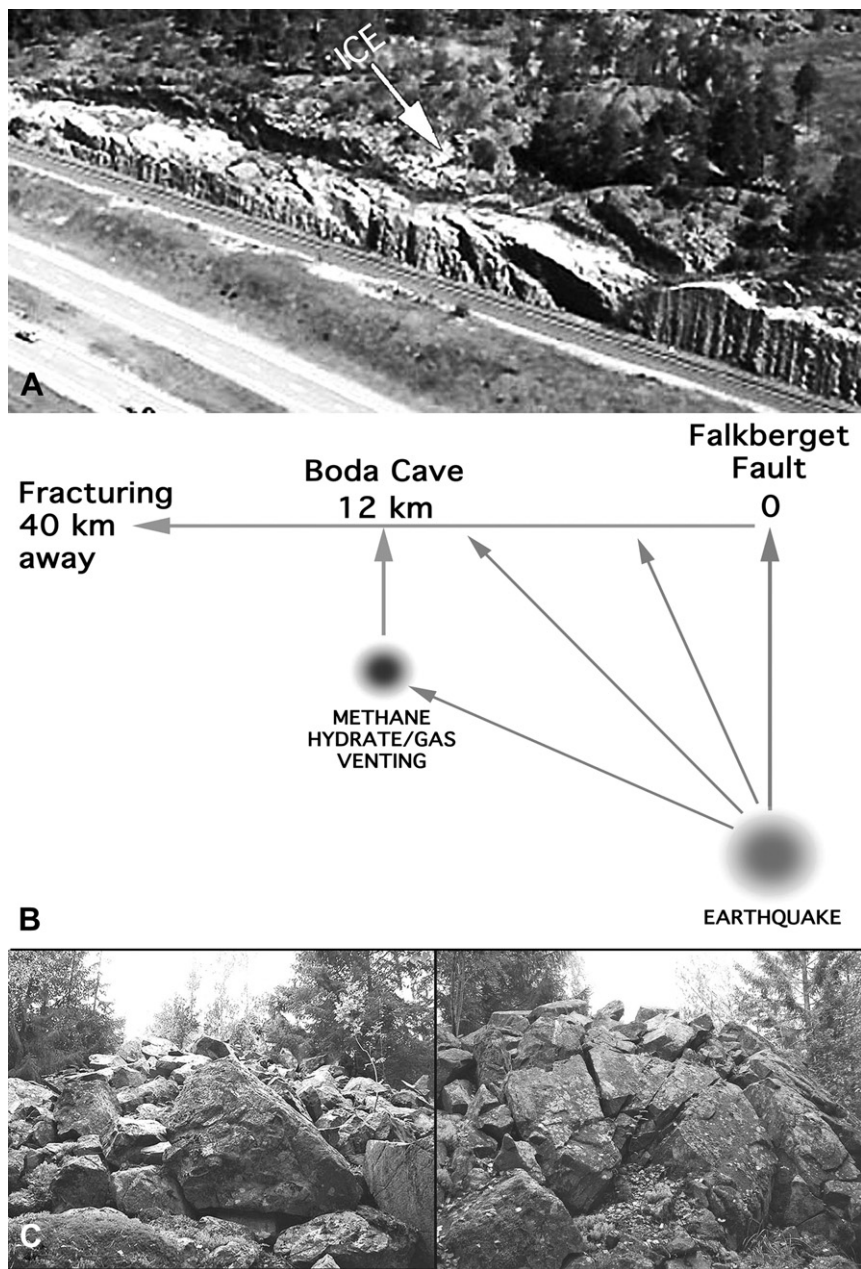 ICE
A
Falkberget
Fault
0
Boda Cave
12 km
Fracturing
40 km
away
METHANE
HYDRATE/GAS
VENTING
EARTHQUAKE
B
C